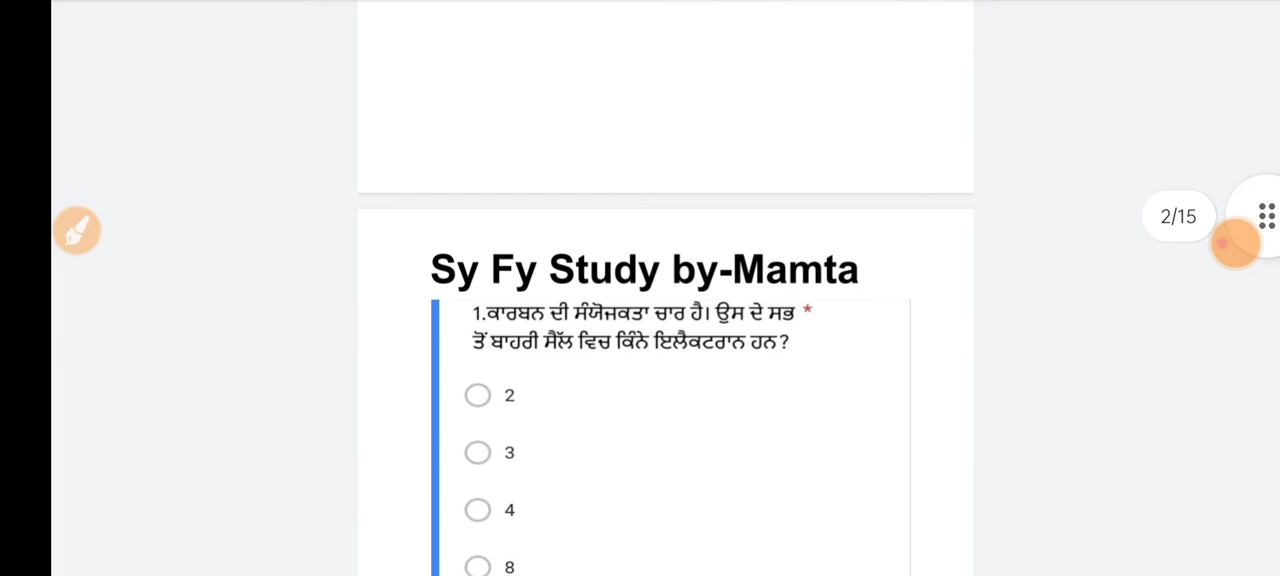 2/15
Sy Fy Study by-Mamta
1.ਕਾਰਬਨ ਦੀ ਸੰਯੋਜਕਤਾ ਚਾਰ ਹੈ। ਉਸ ਦੇ ਸਭ *
ਤੋਂ ਬਾਹਰੀ ਸੈੱਲ ਵਿਚ ਕਿੰਨੇ ਇਲੈਕਟਰਾਨ ਹਨ?
2
3
4
8